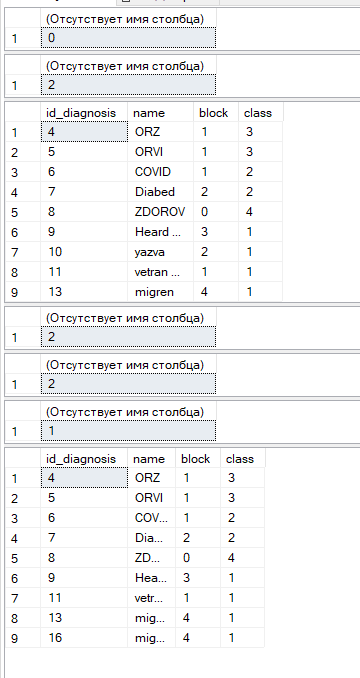 (Отсутствует имя столбца)
1 0
(Отсутствует имя столбца)
1 2
id_diagnosis name block class
1 4 ORZ 1 3
2 5 ORVI 1 3
3 6 COVID 1 2
4 7 Diabed 2 2
5 8 ZDOROV 0 4
6 9 Heard ... 3 1
7 10 yazva 2 1
8 11 vetran ... 1 1
9 13 migren 4 1
(Отсутствует имя столбца)
1 2
(Отсутствует имя столбца)
1 2
(Отсутствует имя столбца)
1 1
id_diagnosis name block class
1 4 ORZ 1 3
2 5 ORVI 1 3
3 6 COV... 1 2
4 7 Dia... 2 2
5 8 ZD... 0 4
6 9 Hea... 3 1
7 11 vetr... 1 1
8 13 mig... 4 1
9 16 mig... 4 1